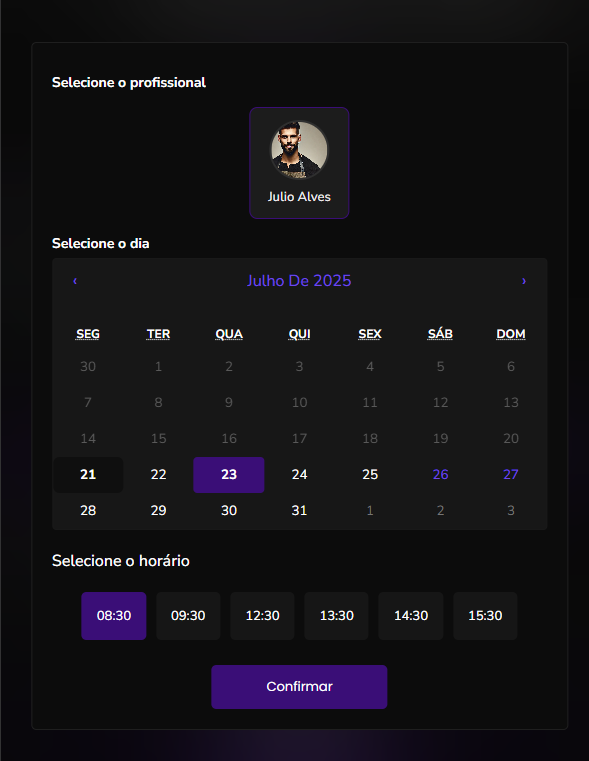 Selecione o profissional
Julio Alves
Selecione o dia
‹ Julho De 2025 ›
SEG TER QUA QUI SEX SÁB DOM
30 1 2 3 4 5 6
7 8 9 10 11 12 13
14 15 16 17 18 19 20
21 22 23 24 25 26 27
28 29 30 31 1 2 3
Selecione o horário
08:30 09:30 12:30 13:30 14:30 15:30
Confirmar